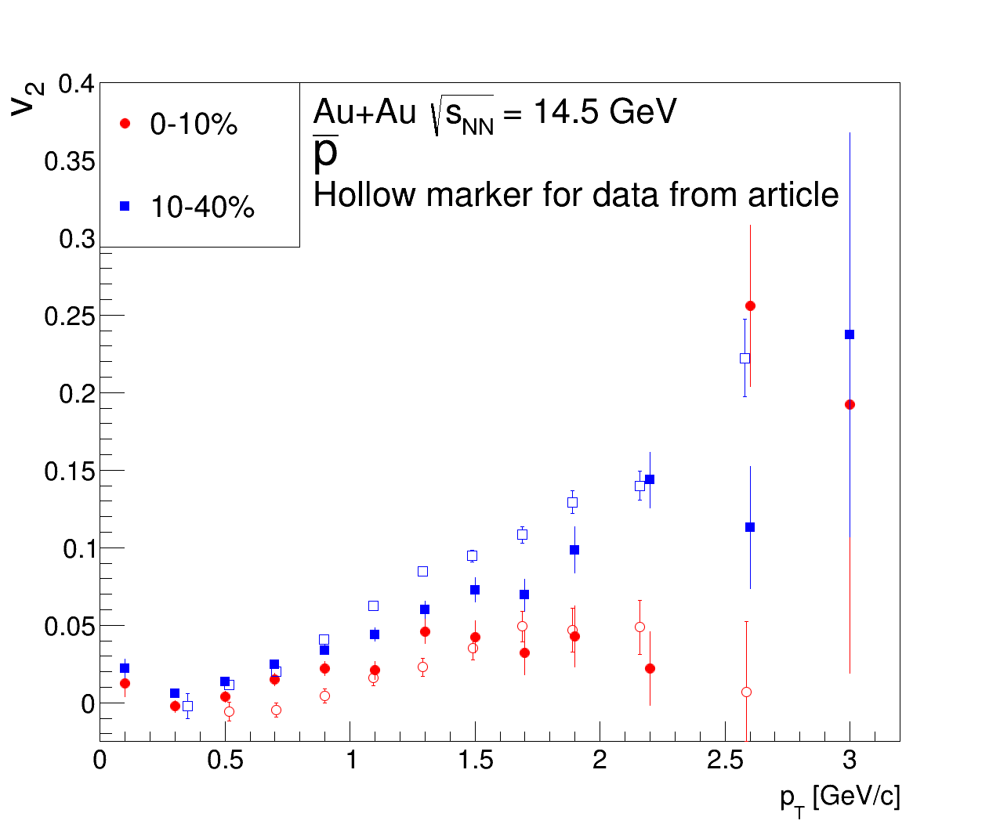 v2
0.4
0.35
0.3
0.25
0.2
0.15
0.1
0.05
0
0-10%
10-40%
Au+Au √sNN = 14.5 GeV
p̅
Hollow marker for data from article
0 0.5 1 1.5 2 2.5 3
pT [GeV/c]